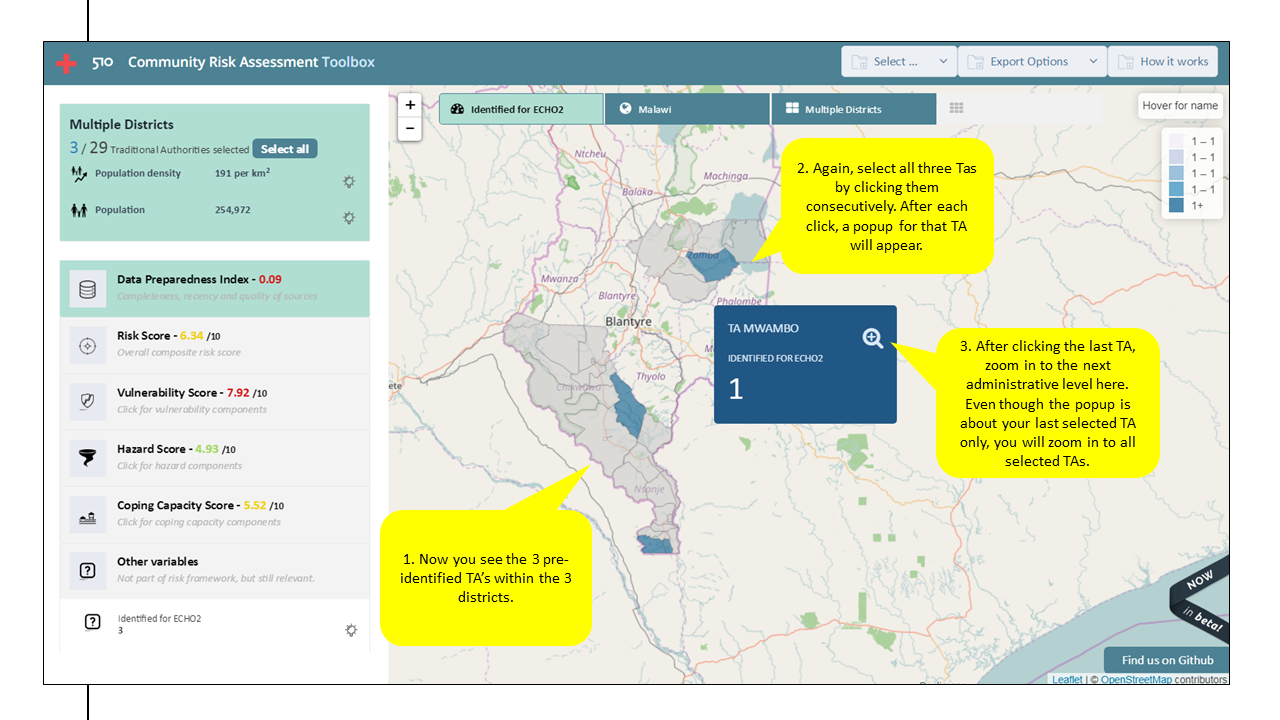 510 Community Risk Assessment Toolbox
Select ...
Export Options
How it works
Multiple Districts
3 / 29 Traditional Authorities selected Select all
Population density 191 per km²
Population 254,972
Data Preparedness Index - 0.09
Completeness, recency and quality of sources
Risk Score - 6.34 /10
Overall composite risk score
Vulnerability Score - 7.92 /10
Click for vulnerability components
Hazard Score - 4.93 /10
Click for hazard components
Coping Capacity Score - 5.52 /10
Click for coping capacity components
Other variables
Not part of risk framework, but still relevant.
Identified for ECHO2
3
+
−
Identified for ECHO2
Malawi
Multiple Districts
Hover for name
1 – 1
1 – 1
1 – 1
1 – 1
1+
Ntcheu
Machinga
Balaka
Zomba
Mwanza
Blantyre
Phalombe
Blantyre
Thyolo
Chikwawa
Nsanje
ete
2. Again, select all three Tas
by clicking them
consecutively. After each
click, a popup for that TA
will appear.
TA MWAMBO
IDENTIFIED FOR ECHO2
1
3. After clicking the last TA,
zoom in to the next
administrative level here.
Even though the popup is
about your last selected TA
only, you will zoom in to all
selected TAs.
1. Now you see the 3 pre-
identified TA's within the 3
districts.
NOW
in beta!
Find us on Github
Leaflet | © OpenStreetMap contributors